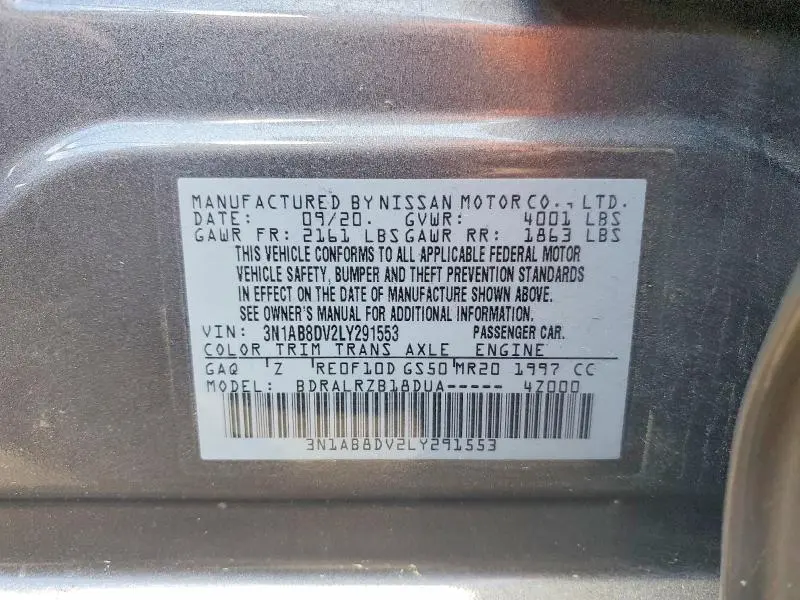 MANUFACTURED BY NISSAN MOTOR CO., LTD.
DATE: 09/20. GVWR: 4001 LBS
GAWR FR: 2161 LBS GAWR RR: 1863 LBS
THIS VEHICLE CONFORMS TO ALL APPLICABLE FEDERAL MOTOR
VEHICLE SAFETY, BUMPER AND THEFT PREVENTION STANDARDS
IN EFFECT ON THE DATE OF MANUFACTURE SHOWN ABOVE.
SEE OWNER'S MANUAL FOR ADDITIONAL INFORMATION.
VIN: 3N1AB8DV2LY291553 PASSENGER CAR.
COLOR TRIM TRANS AXLE ENGINE
GAQ Z RE0F10D GS50 MR20 1997 CC
MODEL: BDRALRZB18DUA----- 4Z000
3N1AB8DV2LY291553